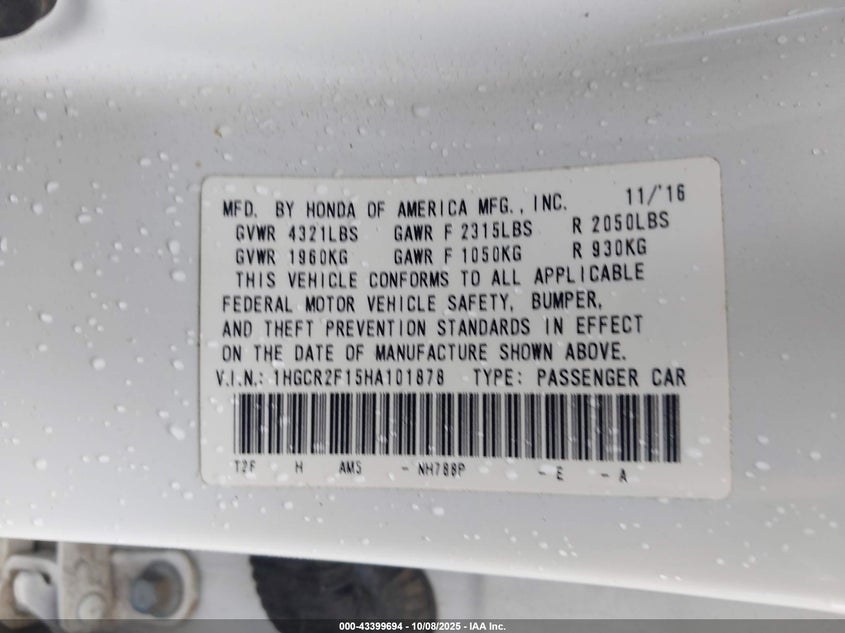 MFD. BY HONDA OF AMERICA MFG., INC. 11/'16
GVWR 4321LBS GAWR F 2315LBS R 2050LBS
GVWR 1960KG GAWR F 1050KG R 930KG
THIS VEHICLE CONFORMS TO ALL APPLICABLE
FEDERAL MOTOR VEHICLE SAFETY, BUMPER,
AND THEFT PREVENTION STANDARDS IN EFFECT
ON THE DATE OF MANUFACTURE SHOWN ABOVE.
V.I.N.: 1HGCR2F15HA101878 TYPE: PASSENGER CAR
T2F H AM5 - NH788P - E - A
000-43399694 - 10/08/2025 - IAA Inc.